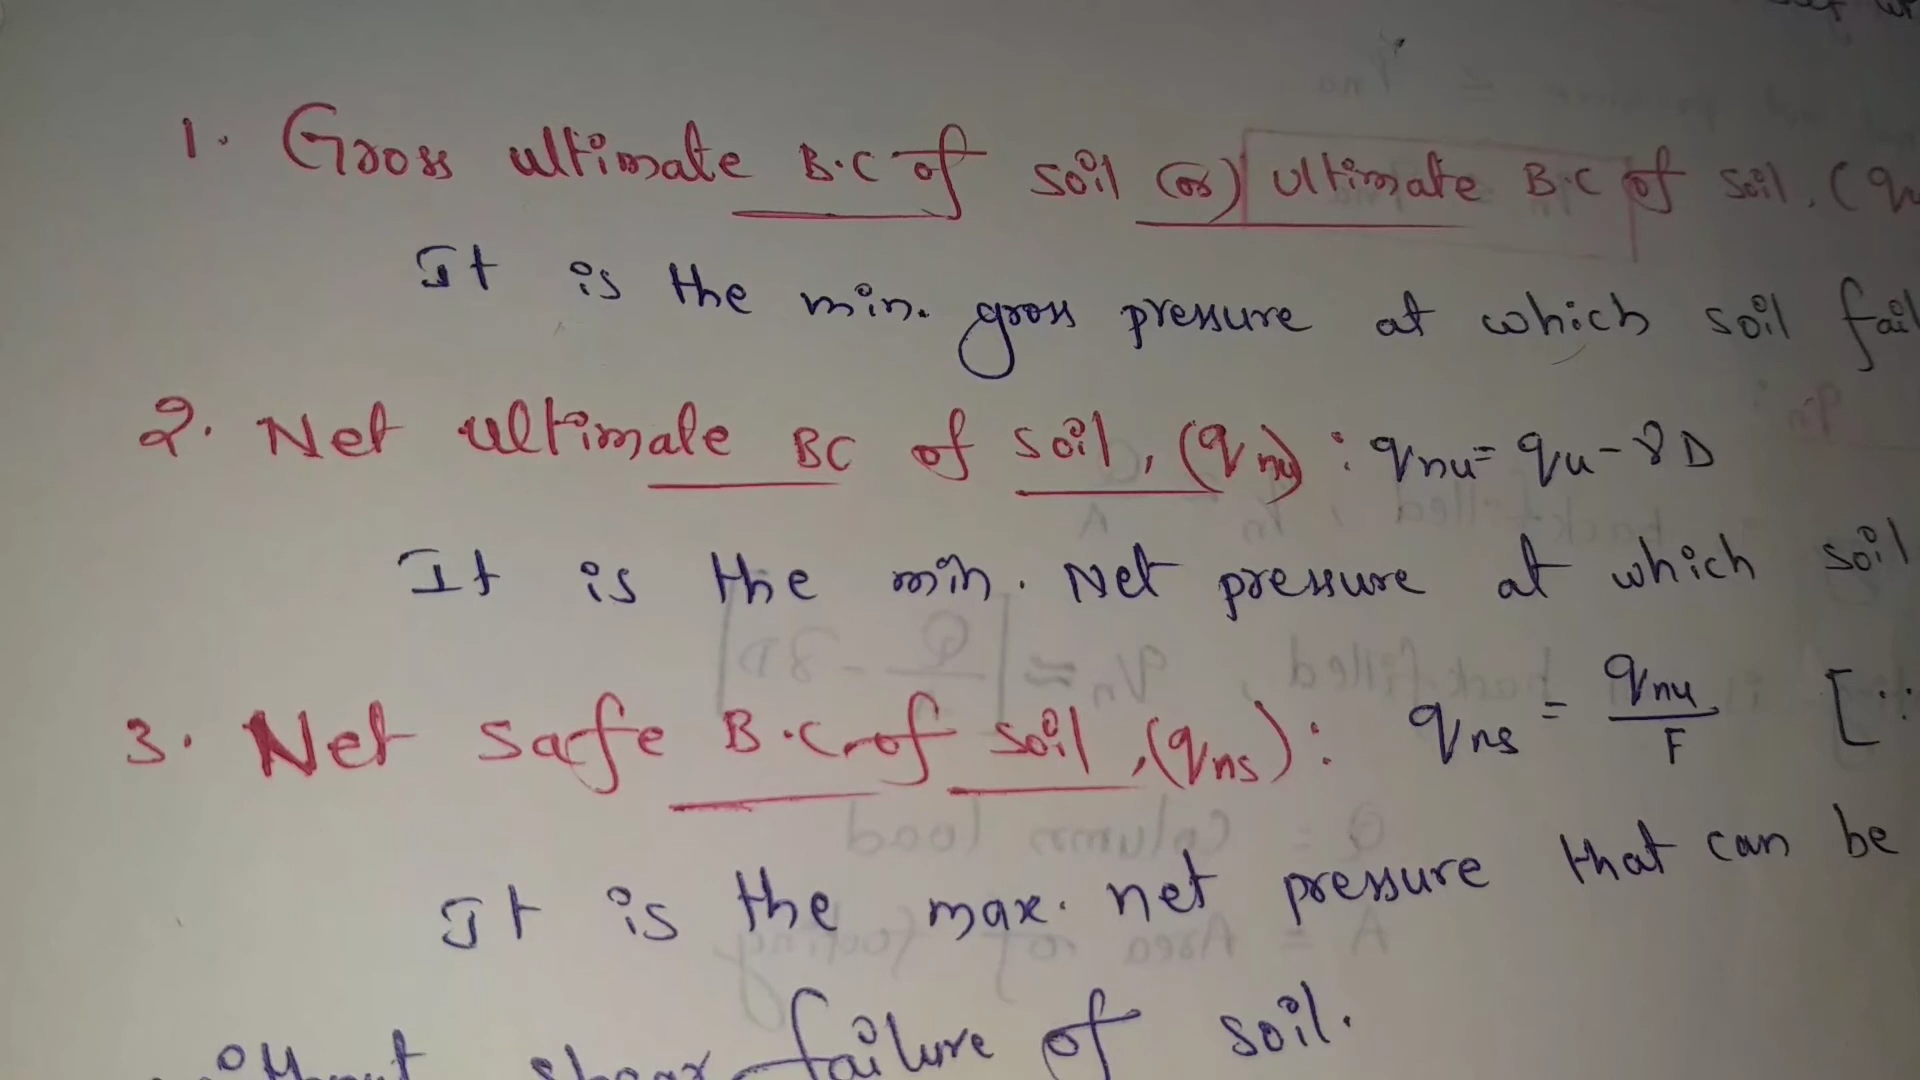 1. Gross ultimate B.C of soil (or) ultimate B.C of soil. (q
It is the min. gross pressure at which soil fail
2. Net ultimate BC of soil, (qnu) : qnu = qu - γD
It is the min. Net pressure at which soil
3. Net safe B.C of soil, (qns) : qns = qnu / F [∵
It is the max. net pressure that can be
without shear failure of soil.